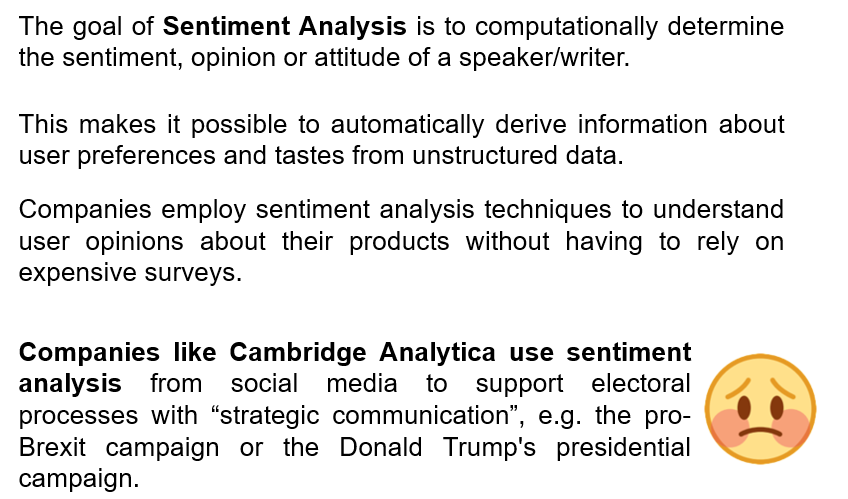 The goal of Sentiment Analysis is to computationally determine
the sentiment, opinion or attitude of a speaker/writer.
This makes it possible to automatically derive information about
user preferences and tastes from unstructured data.
Companies employ sentiment analysis techniques to understand
user opinions about their products without having to rely on
expensive surveys.
Companies like Cambridge Analytica use sentiment
analysis from social media to support electoral
processes with “strategic communication”, e.g. the pro-
Brexit campaign or the Donald Trump's presidential
campaign.